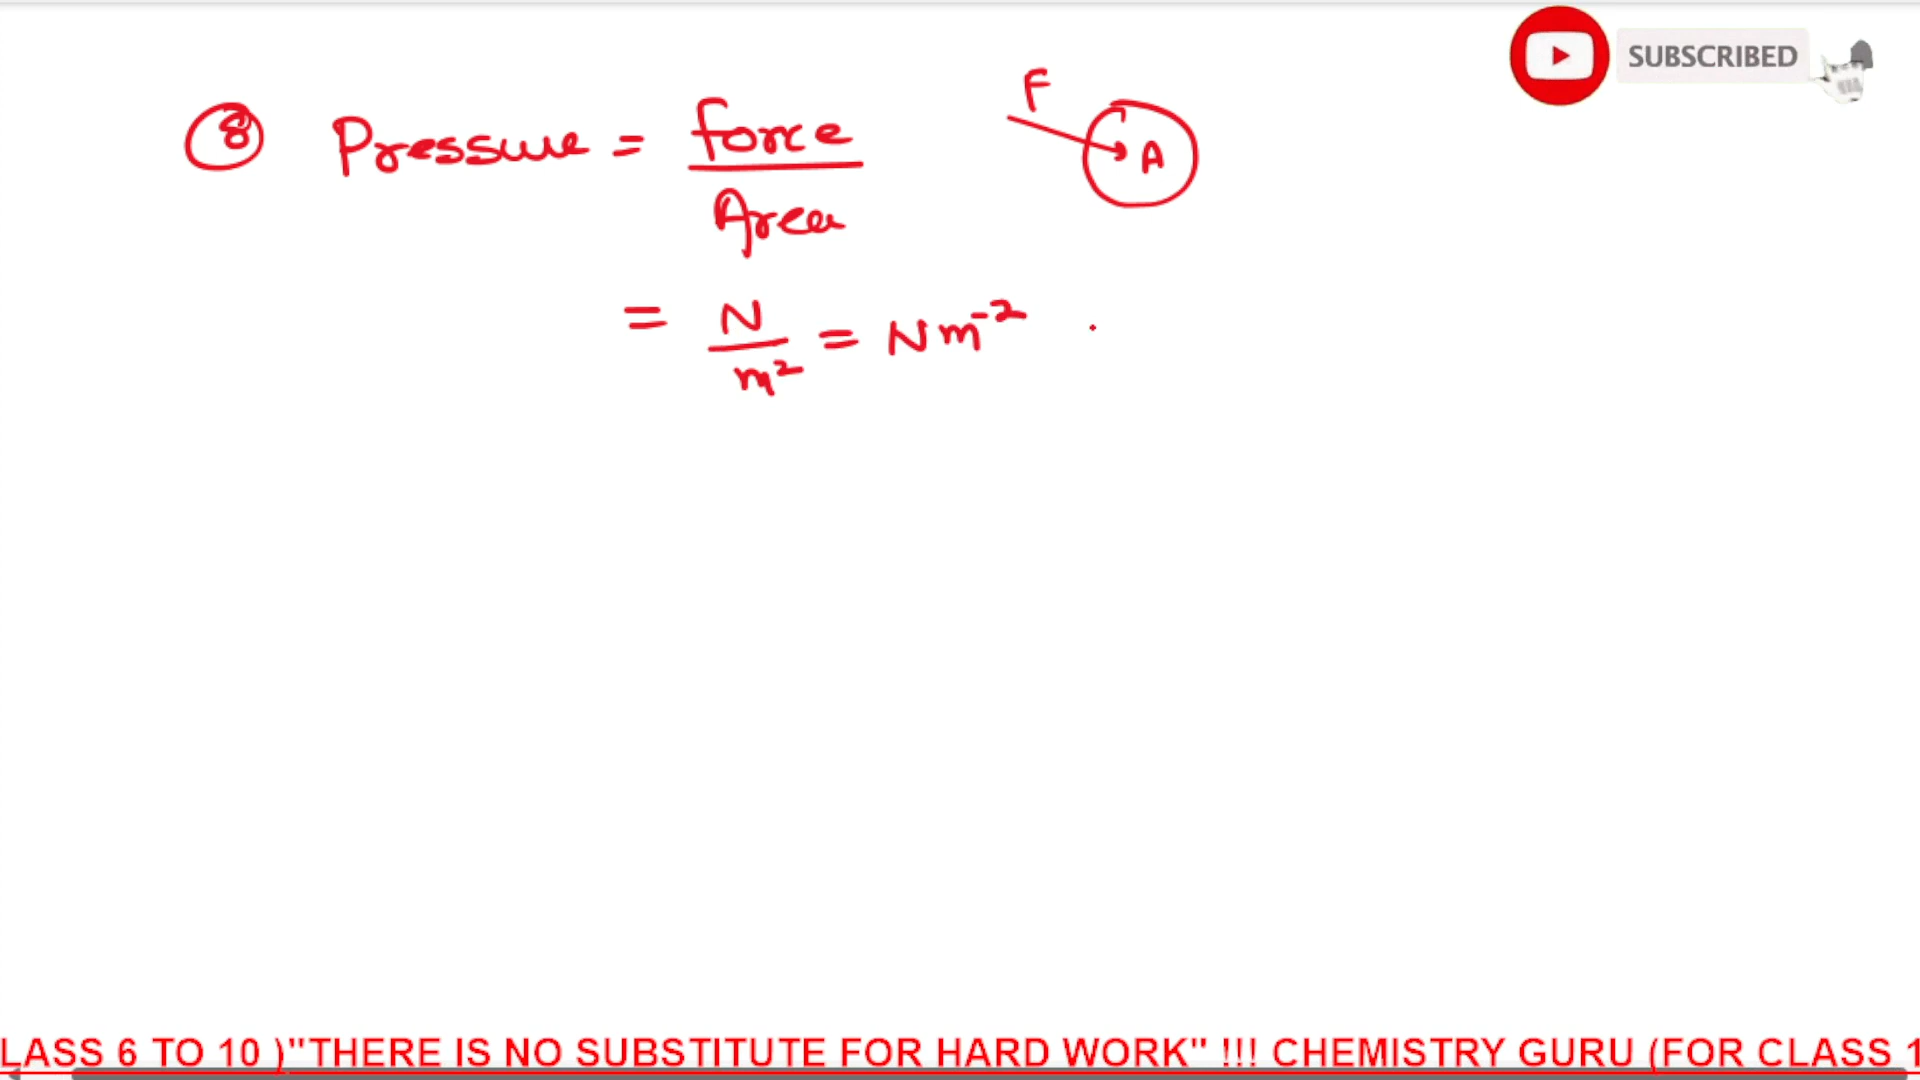 SUBSCRIBED
⑧ Pressure = force / Area
F
A
= N / m² = N m⁻²
LASS 6 TO 10 )"THERE IS NO SUBSTITUTE FOR HARD WORK" !!! CHEMISTRY GURU (FOR CLASS 1